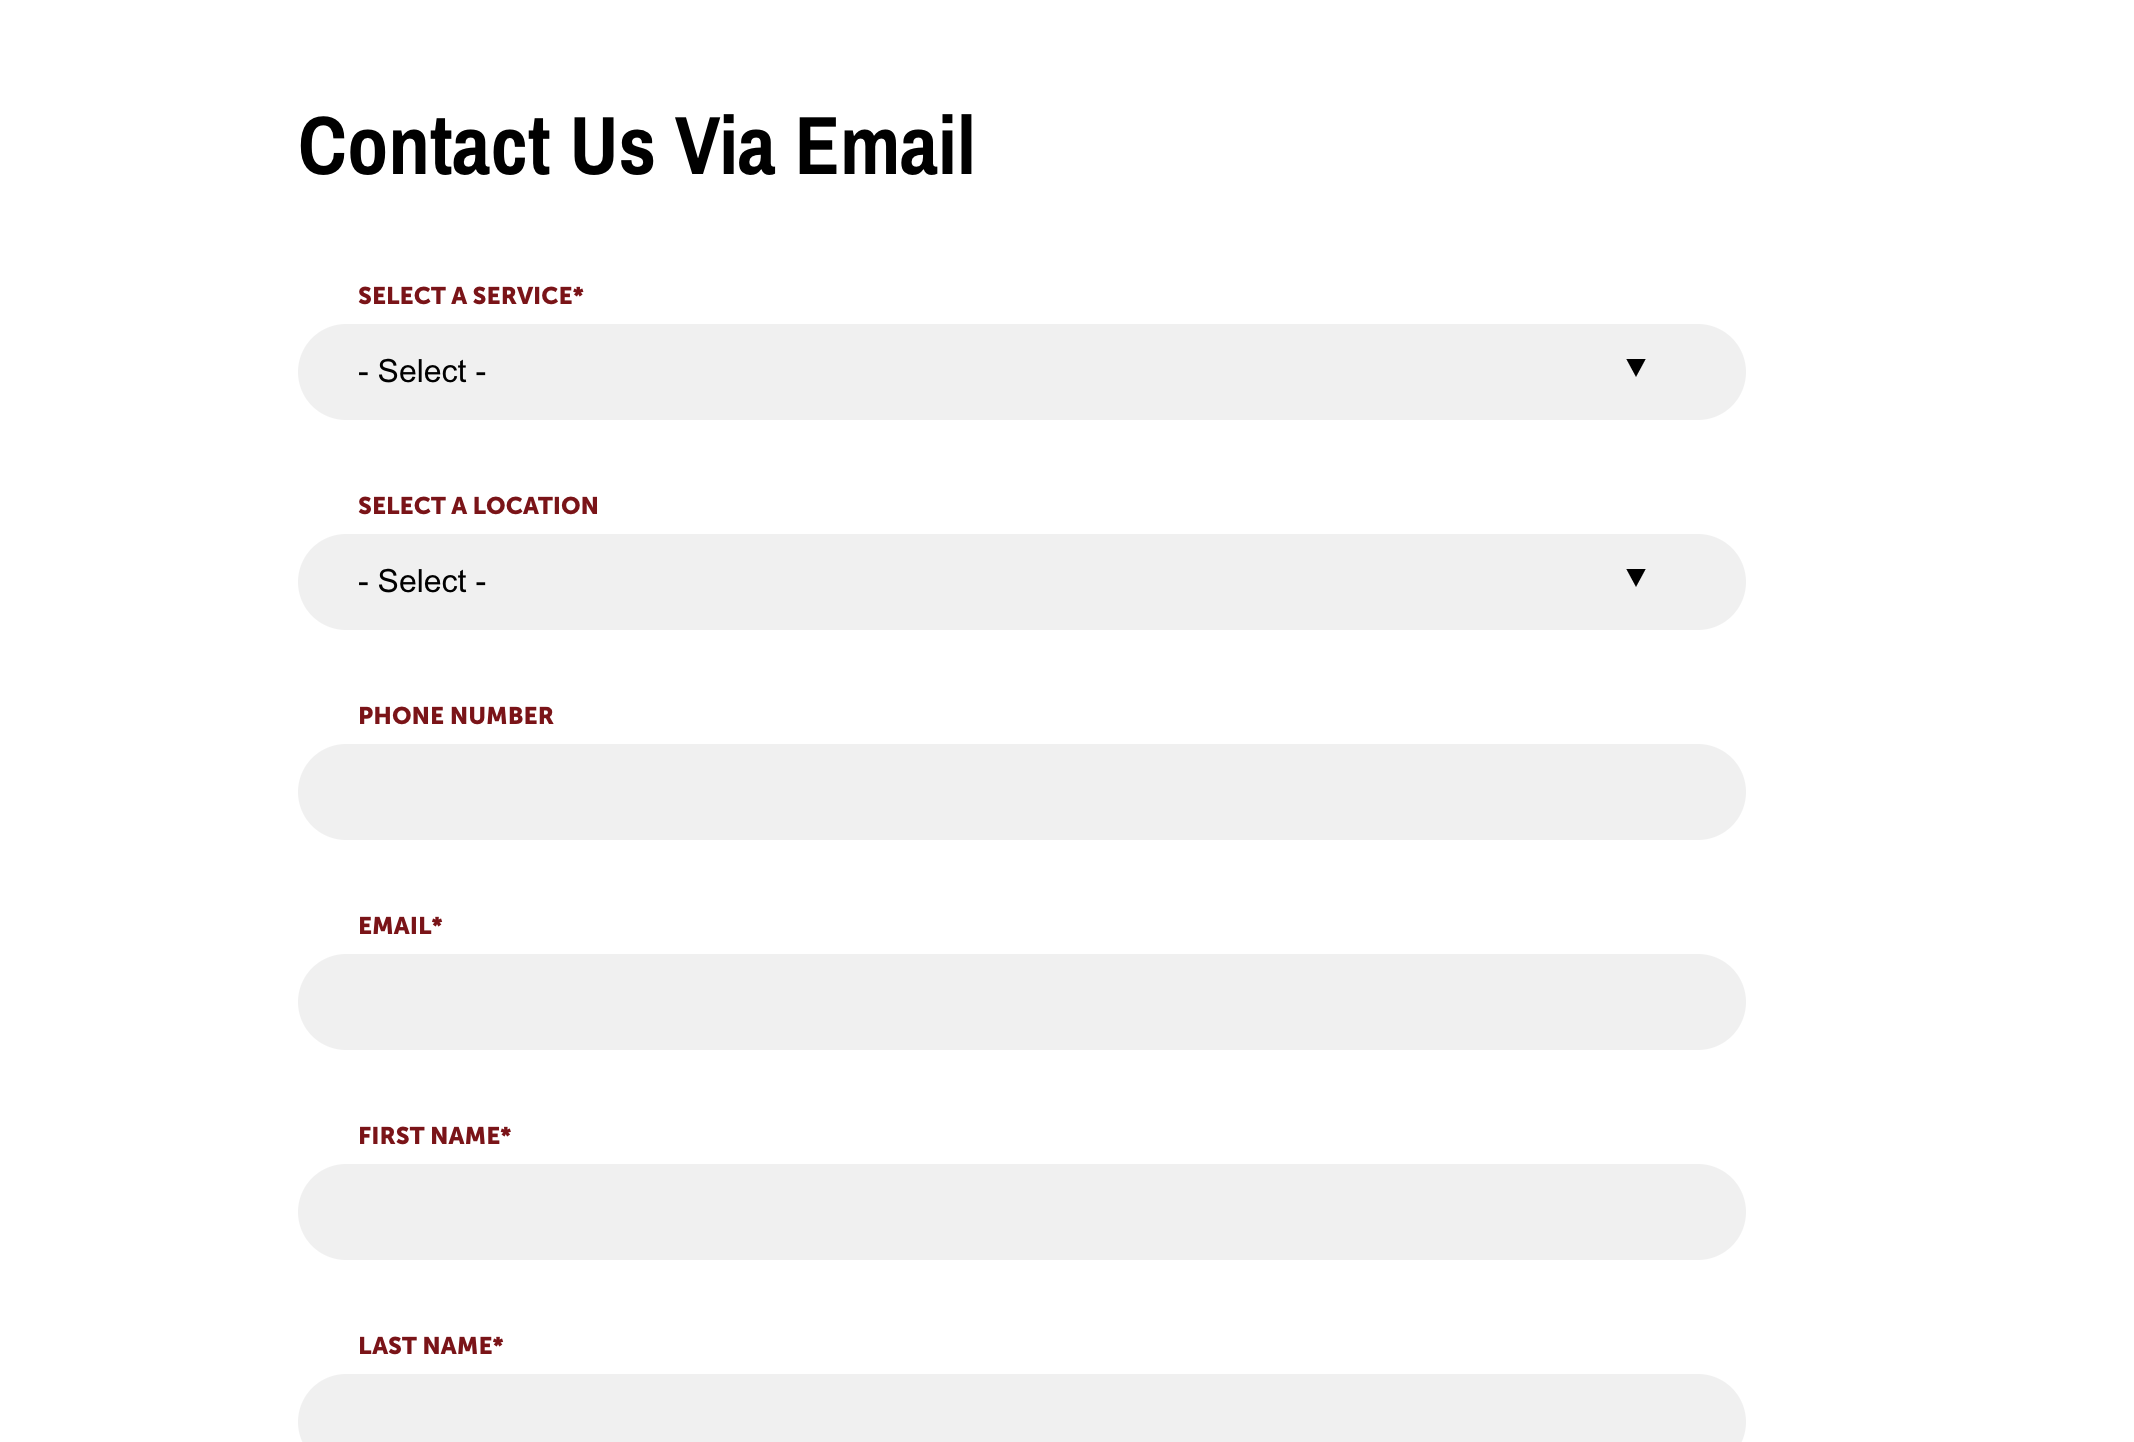 Contact Us Via Email
SELECT A SERVICE*
- Select -
SELECT A LOCATION
- Select -
PHONE NUMBER
EMAIL*
FIRST NAME*
LAST NAME*